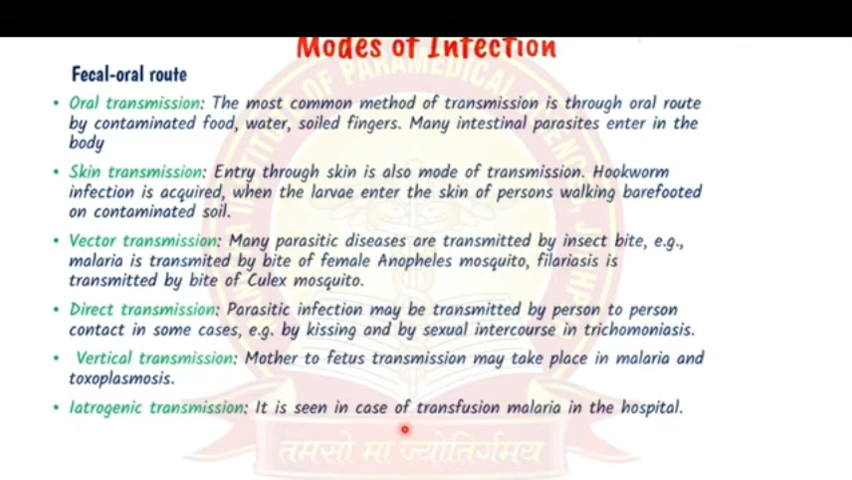 Modes of Infection
Fecal-oral route
• Oral transmission: The most common method of transmission is through oral route
by contaminated food, water, soiled fingers. Many intestinal parasites enter in the
body
• Skin transmission: Entry through skin is also mode of transmission. Hookworm
infection is acquired, when the larvae enter the skin of persons walking barefooted
on contaminated soil.
• Vector transmission: Many parasitic diseases are transmitted by insect bite, e.g.,
malaria is transmited by bite of female Anopheles mosquito, filariasis is
transmitted by bite of Culex mosquito.
• Direct transmission: Parasitic infection may be transmitted by person to person
contact in some cases, e.g. by kissing and by sexual intercourse in trichomoniasis.
• Vertical transmission: Mother to fetus transmission may take place in malaria and
toxoplasmosis.
• Iatrogenic transmission: It is seen in case of transfusion malaria in the hospital.
तमसो मा ज्योतिर्गमय